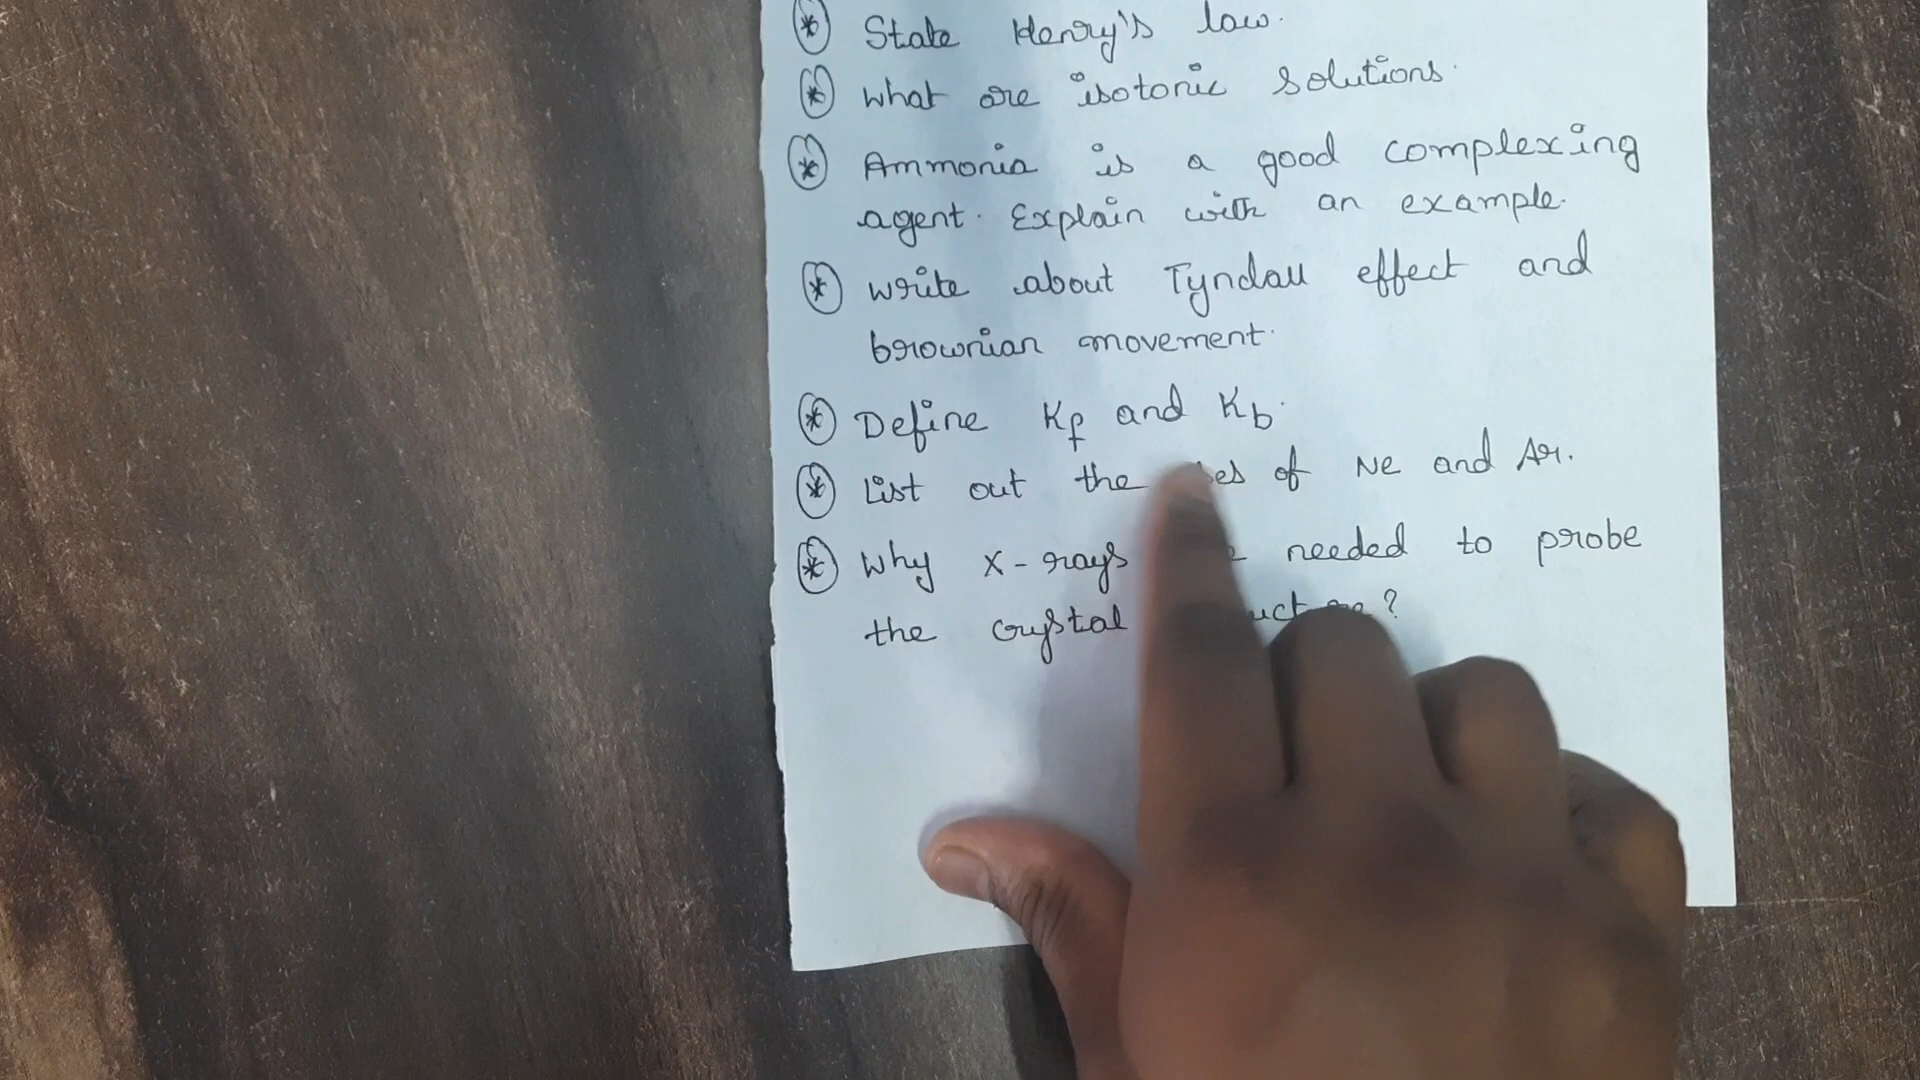 State Henry's law.
What are isotonic solutions.
Ammonia is a good complexing
agent. Explain with an example.
write about Tyndall effect and
brownian movement.
Define Kf and Kb.
List out the of Ne and Ar.
Why X-rays needed to probe
the crystal ?